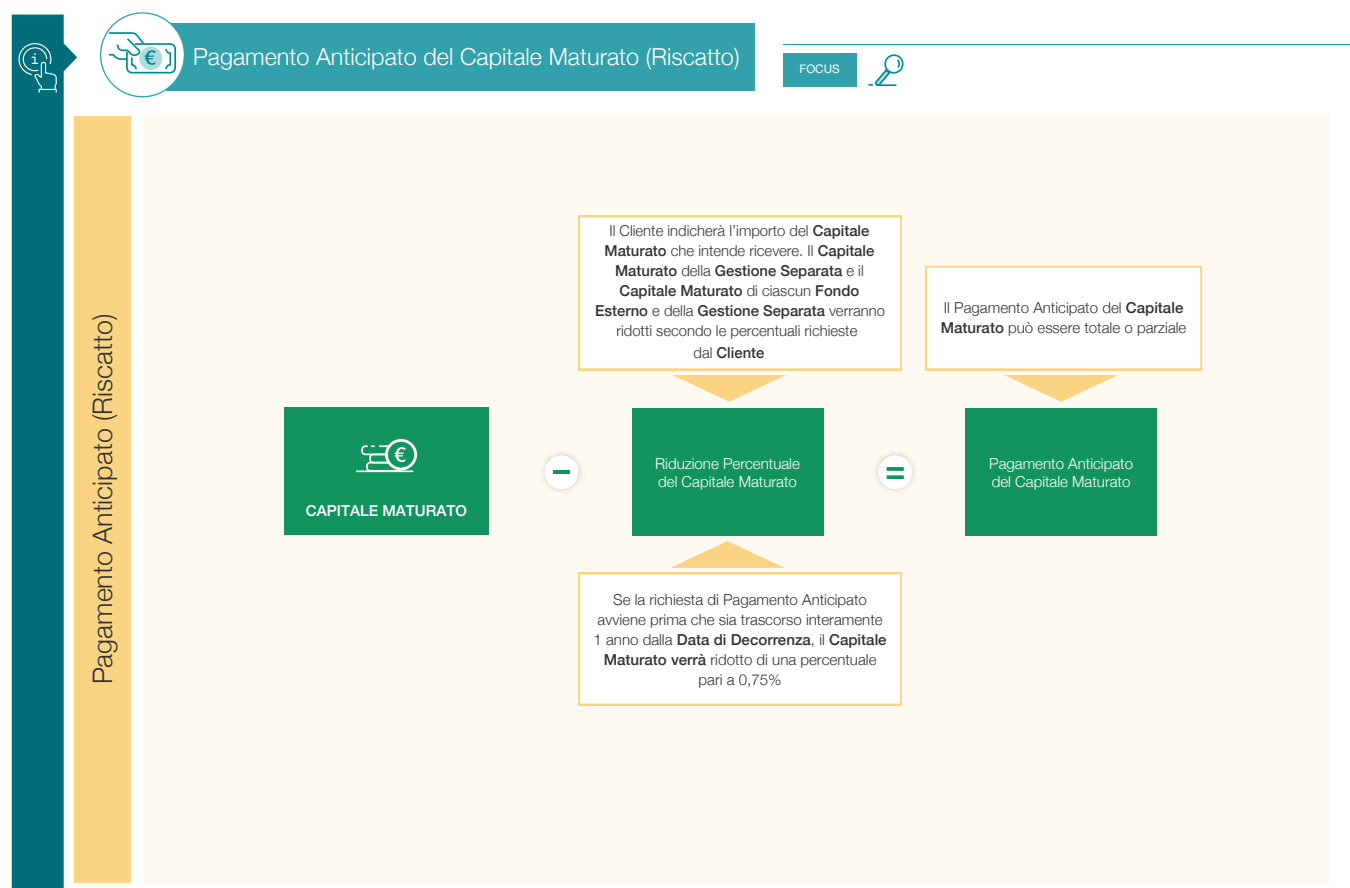 Pagamento Anticipato del Capitale Maturato (Riscatto)
FOCUS
Pagamento Anticipato (Riscatto)
Il Cliente indicherà l’importo del Capitale
Maturato che intende ricevere. Il Capitale
Maturato della Gestione Separata e il
Capitale Maturato di ciascun Fondo
Esterno e della Gestione Separata verranno
ridotti secondo le percentuali richieste
dal Cliente
Il Pagamento Anticipato del Capitale
Maturato può essere totale o parziale
CAPITALE MATURATO
Riduzione Percentuale
del Capitale Maturato
Pagamento Anticipato
del Capitale Maturato
Se la richiesta di Pagamento Anticipato
avviene prima che sia trascorso interamente
1 anno dalla Data di Decorrenza, il Capitale
Maturato verrà ridotto di una percentuale
pari a 0,75%